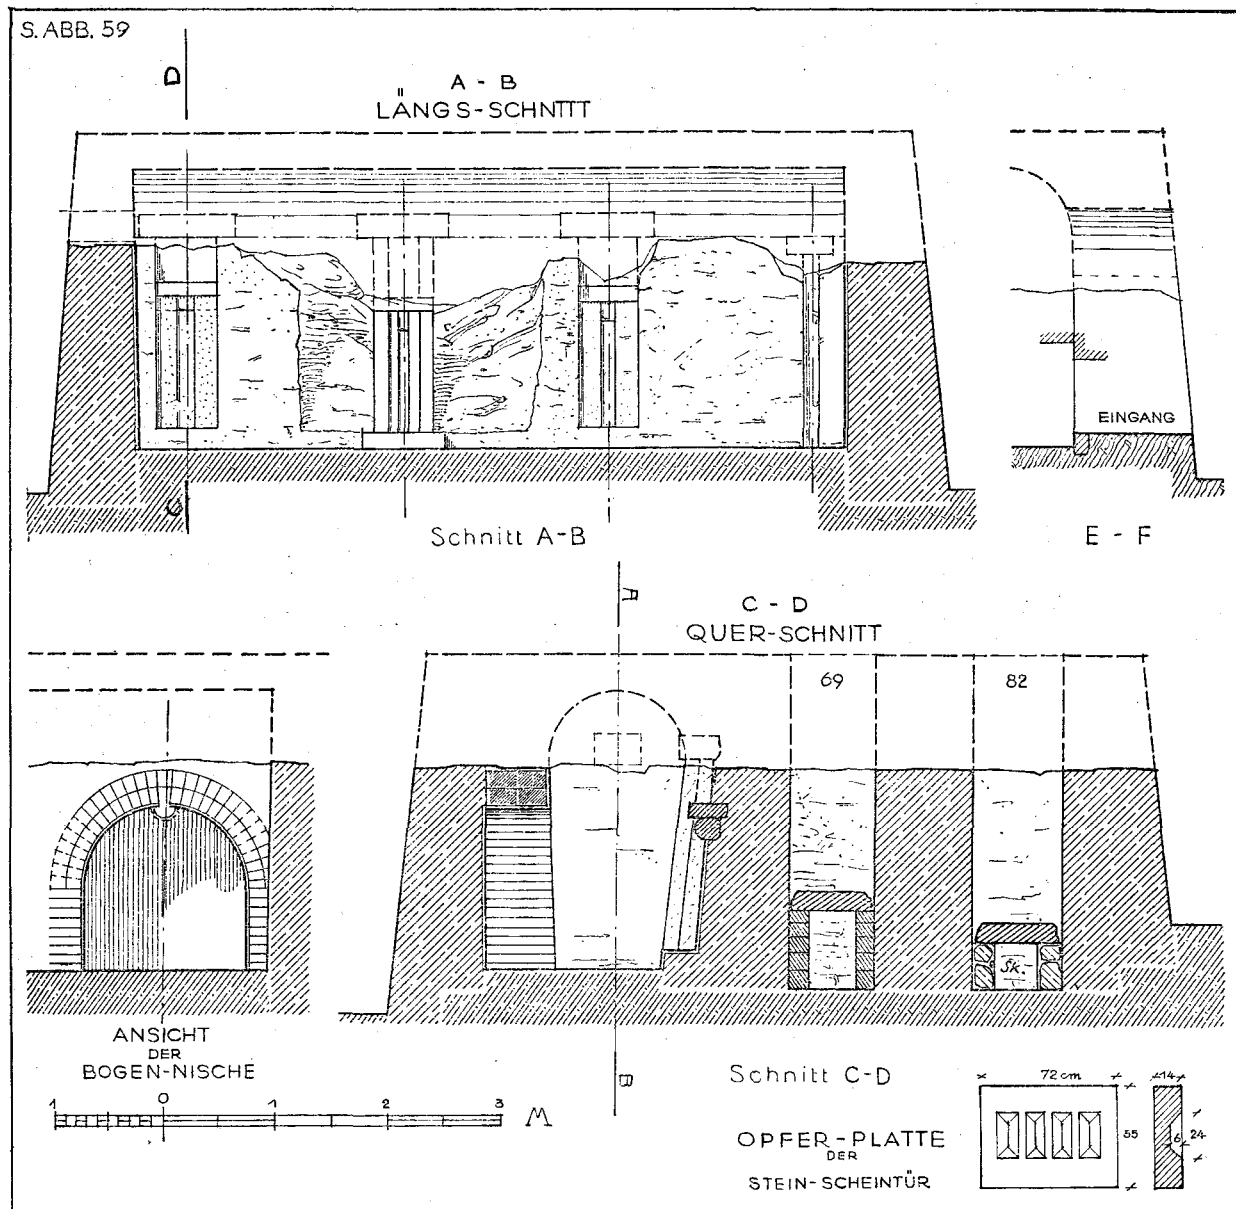 S. ABB. 59
D
A - B
LÄNGS-SCHNITT
EINGANG
C
Schnitt A-B
E - F
A
C - D
QUER-SCHNITT
69
82
Sk.
ANSICHT
DER
BOGEN-NISCHE
1 0 1 2 3 M
B
Schnitt C-D
72 cm
14
55
6
24
OPFER-PLATTE
DER
STEIN-SCHEINTÜR